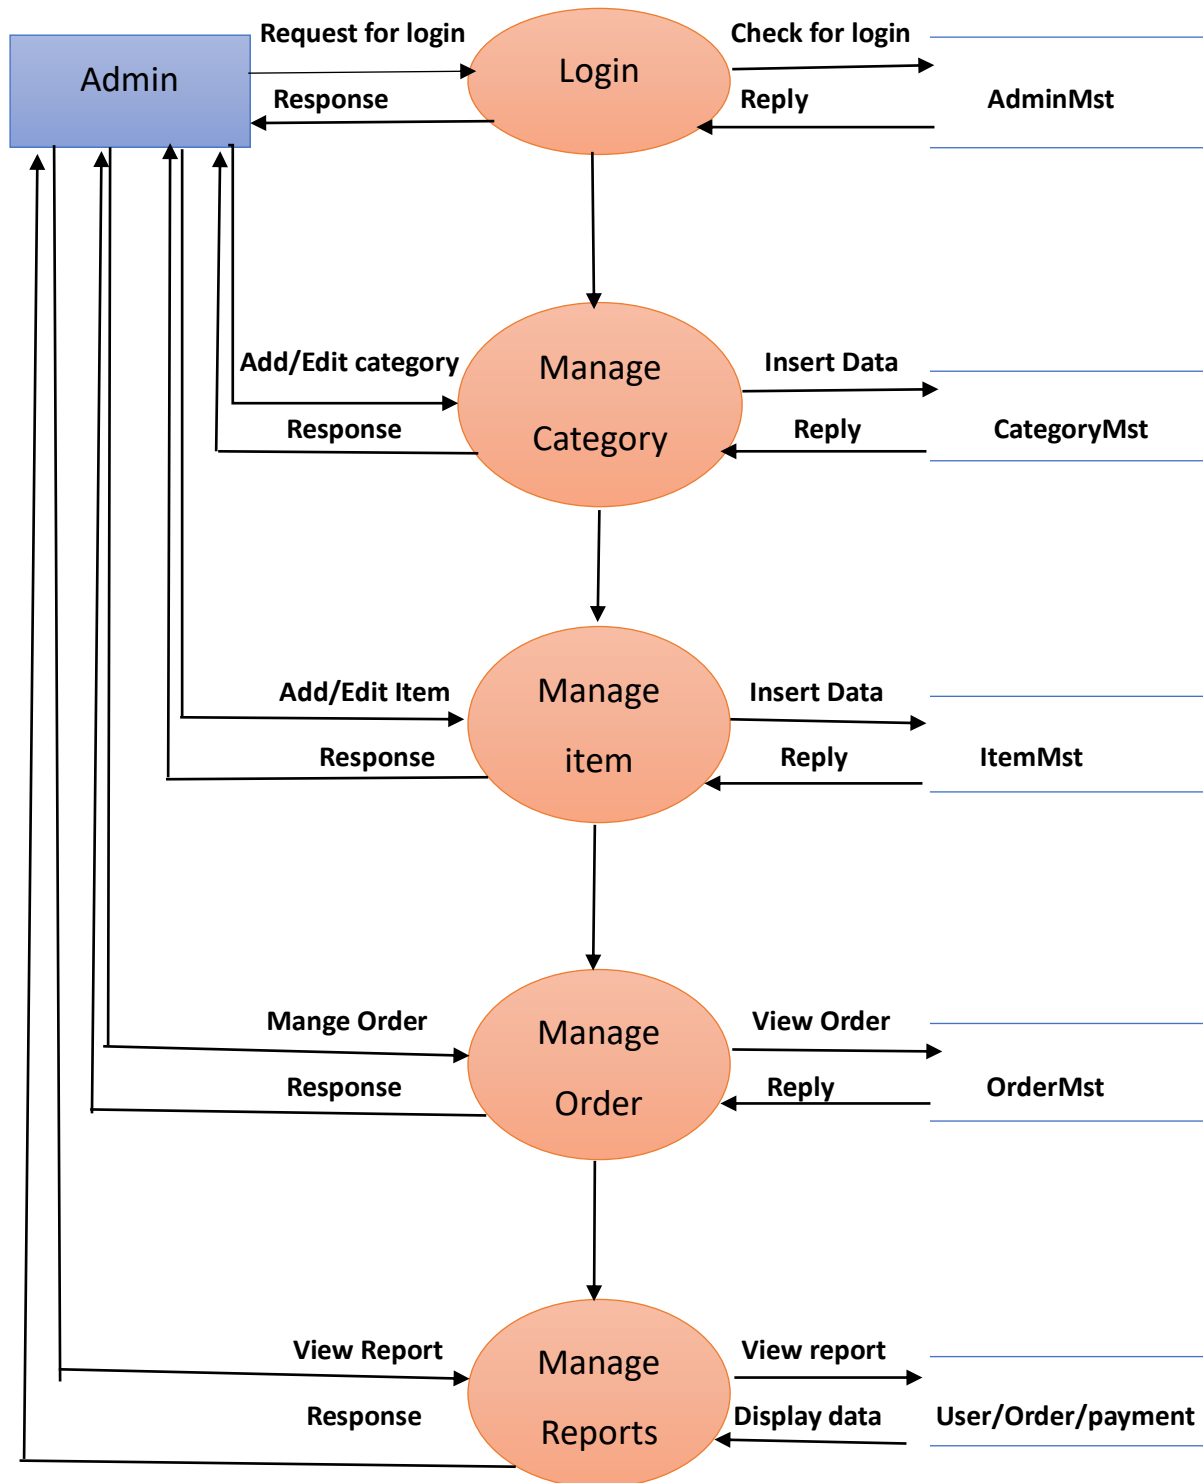 Request for login
Check for login
Admin
Login
Response
Reply
AdminMst
Add/Edit category
Manage
Category
Insert Data
Response
Reply
CategoryMst
Add/Edit Item
Manage
item
Insert Data
Response
Reply
ItemMst
Mange Order
Manage
Order
View Order
Response
Reply
OrderMst
View Report
Manage
Reports
View report
Response
Display data
User/Order/payment